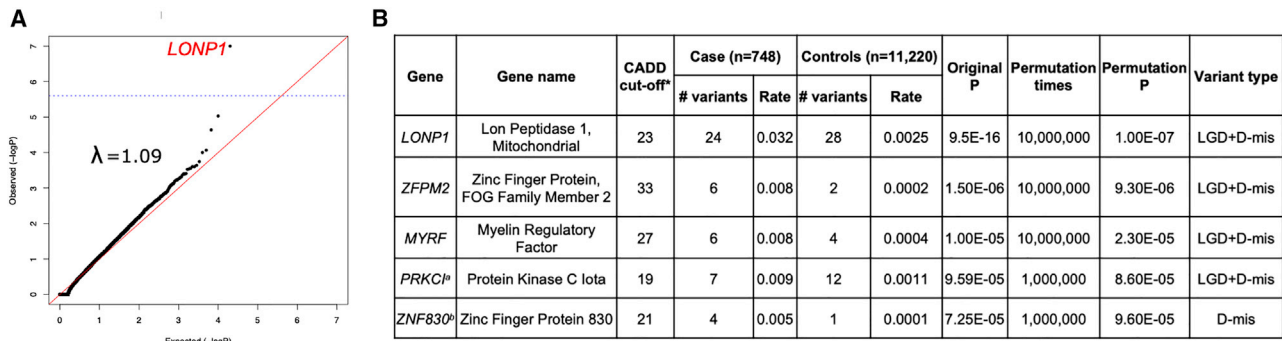 A
LONP1
λ=1.09
Observed (−logP)
7
6
5
4
3
2
1
0
0 1 2 3 4 5 6 7
Expected (−logP)
B
Gene Gene name CADD cut-off* Case (n=748) Controls (n=11,220) Original P Permutation times Permutation P Variant type
# variants Rate # variants Rate
LONP1 Lon Peptidase 1, Mitochondrial 23 24 0.032 28 0.0025 9.5E-16 10,000,000 1.00E-07 LGD+D-mis
ZFPM2 Zinc Finger Protein, FOG Family Member 2 33 6 0.008 2 0.0002 1.50E-06 10,000,000 9.30E-06 LGD+D-mis
MYRF Myelin Regulatory Factor 27 6 0.008 4 0.0004 1.00E-05 10,000,000 2.30E-05 LGD+D-mis
PRKCIᵃ Protein Kinase C Iota 19 7 0.009 12 0.0011 9.59E-05 1,000,000 8.60E-05 LGD+D-mis
ZNF830ᵇ Zinc Finger Protein 830 21 4 0.005 1 0.0001 7.25E-05 1,000,000 9.60E-05 D-mis